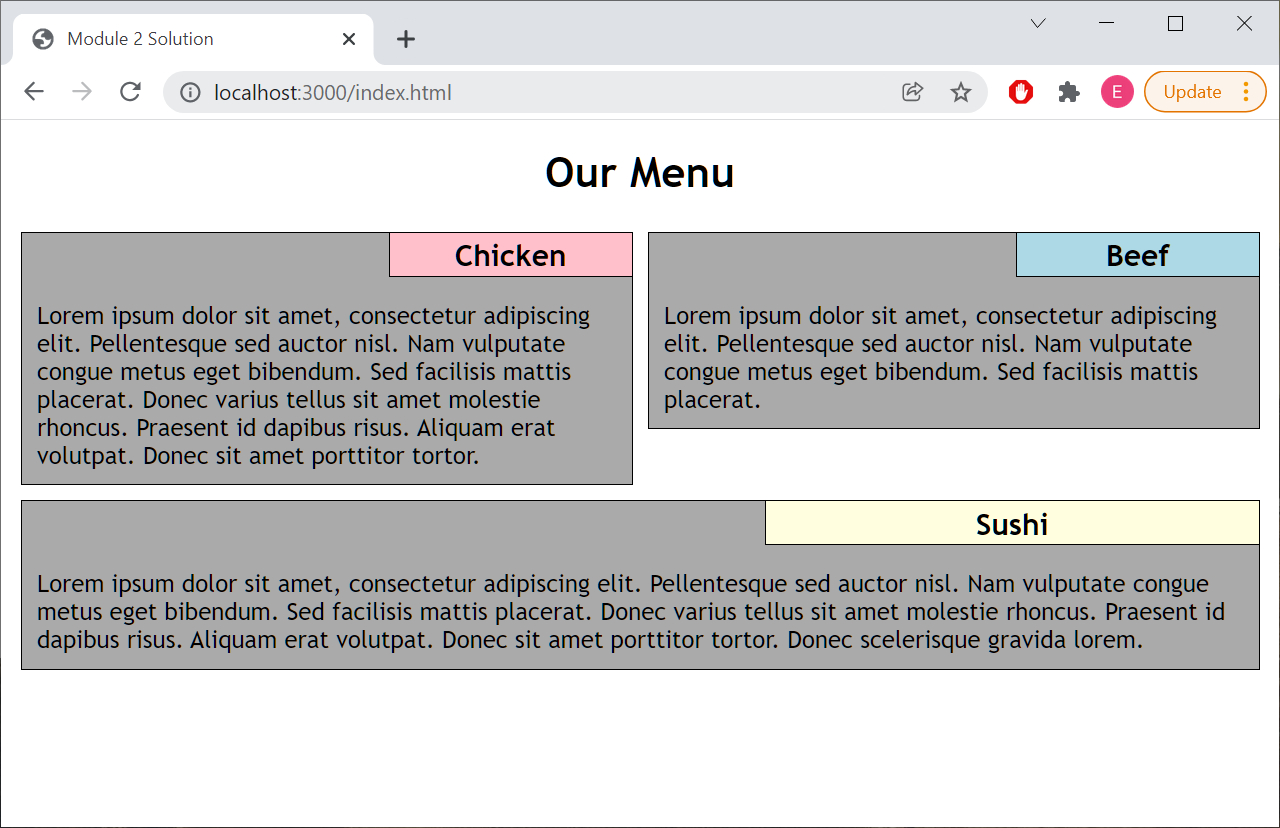 Module 2 Solution
localhost:3000/index.html
E
Update
Our Menu
Chicken
Lorem ipsum dolor sit amet, consectetur adipiscing
elit. Pellentesque sed auctor nisl. Nam vulputate
congue metus eget bibendum. Sed facilisis mattis
placerat. Donec varius tellus sit amet molestie
rhoncus. Praesent id dapibus risus. Aliquam erat
volutpat. Donec sit amet porttitor tortor.
Beef
Lorem ipsum dolor sit amet, consectetur adipiscing
elit. Pellentesque sed auctor nisl. Nam vulputate
congue metus eget bibendum. Sed facilisis mattis
placerat.
Sushi
Lorem ipsum dolor sit amet, consectetur adipiscing elit. Pellentesque sed auctor nisl. Nam vulputate congue
metus eget bibendum. Sed facilisis mattis placerat. Donec varius tellus sit amet molestie rhoncus. Praesent id
dapibus risus. Aliquam erat volutpat. Donec sit amet porttitor tortor. Donec scelerisque gravida lorem.